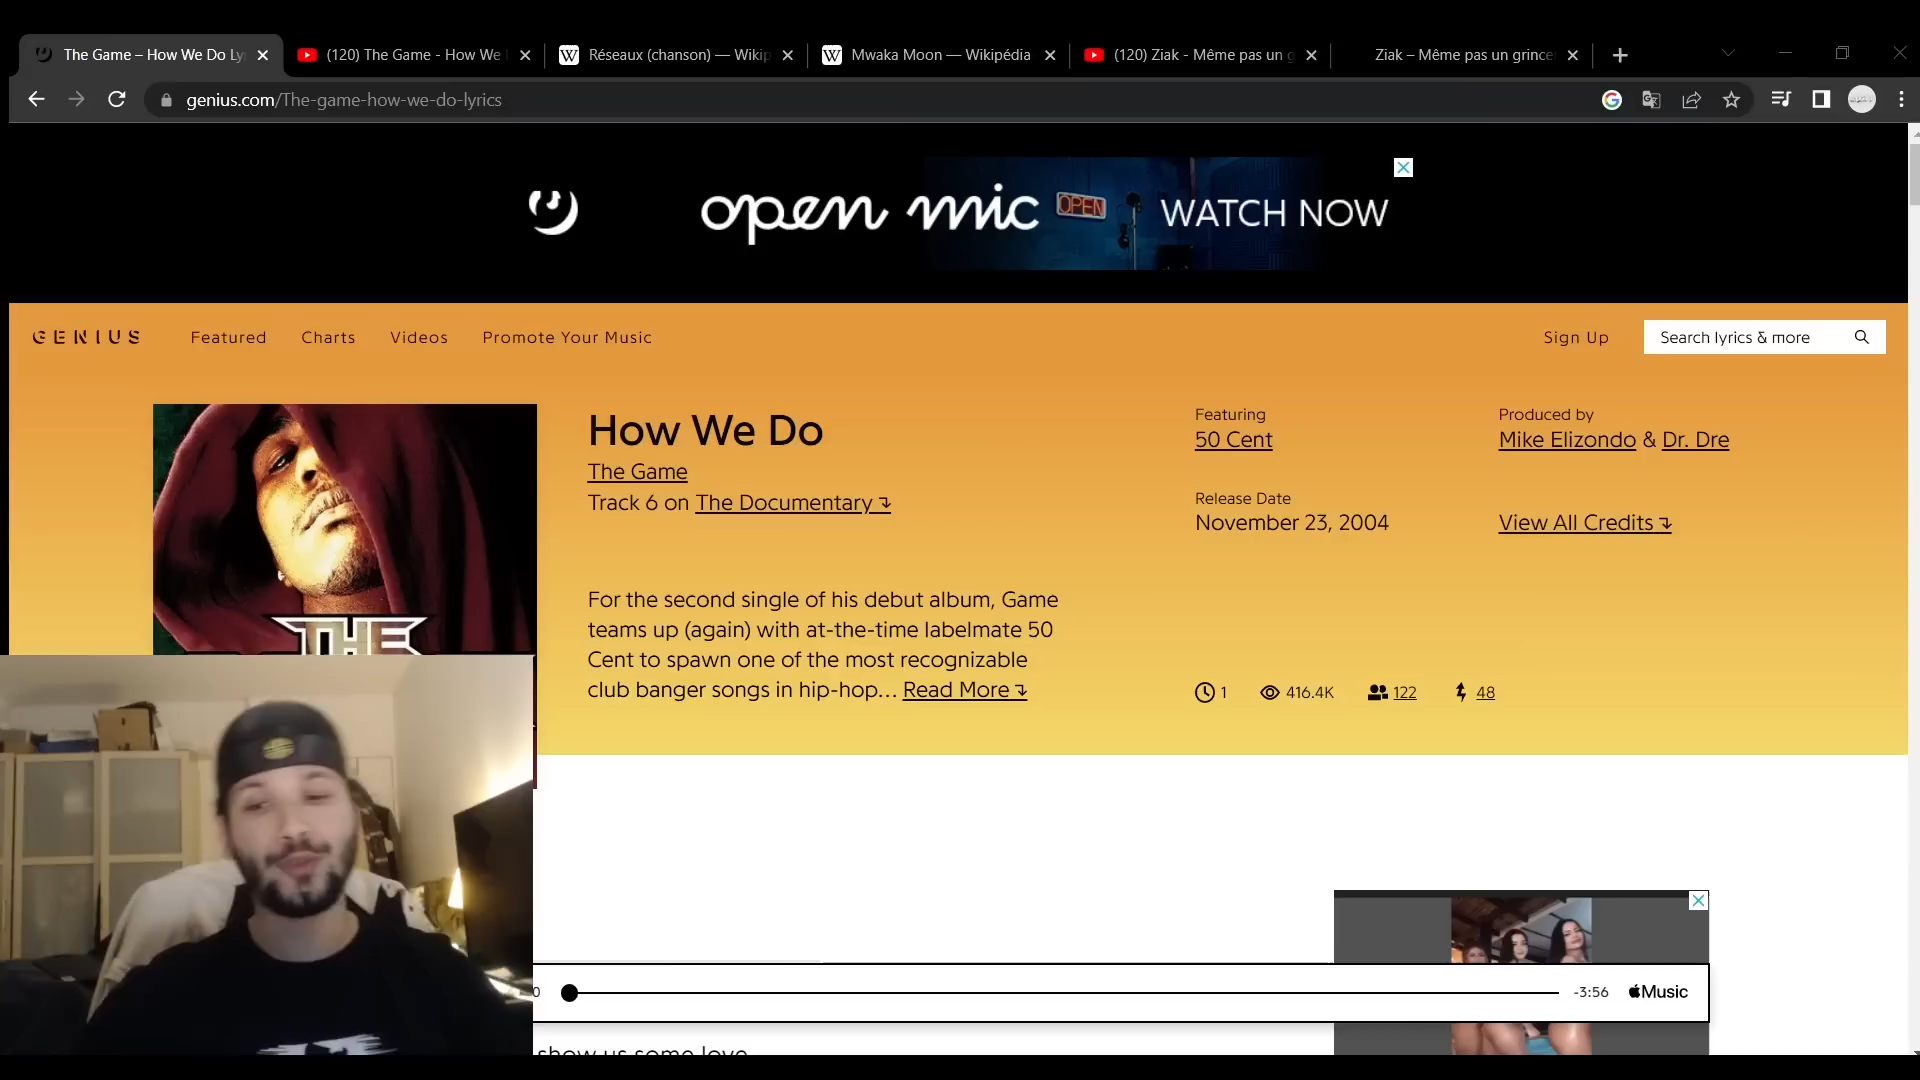 The Game – How We Do Ly
(120) The Game - How We
Réseaux (chanson) — Wikip
Mwaka Moon — Wikipédia
(120) Ziak - Même pas un g
Ziak – Même pas un grince
genius.com/The-game-how-we-do-lyrics
open mic
OPEN
WATCH NOW
GENIUS
Featured
Charts
Videos
Promote Your Music
Sign Up
Search lyrics & more
How We Do
The Game
Track 6 on The Documentary
For the second single of his debut album, Game
teams up (again) with at-the-time labelmate 50
Cent to spawn one of the most recognizable
club banger songs in hip-hop… Read More
Featuring
50 Cent
Produced by
Mike Elizondo & Dr. Dre
Release Date
November 23, 2004
View All Credits
1
416.4K
122
48
THE
0
-3:56
Music
show us some love